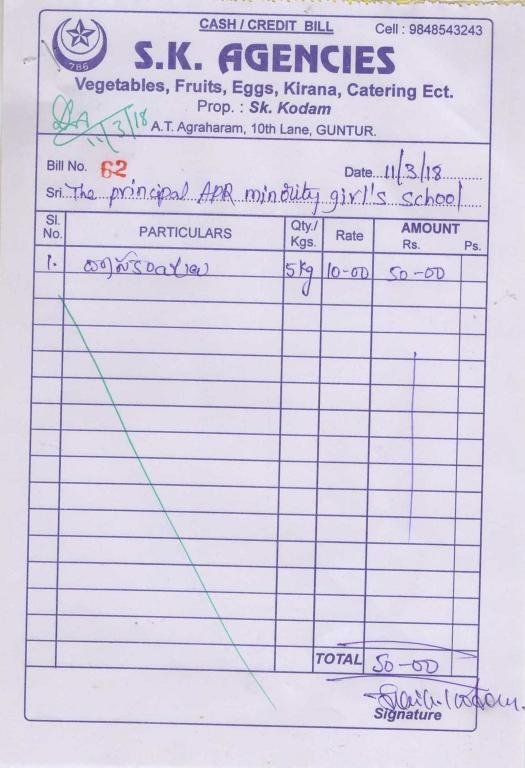 CASH / CREDIT BILL
Cell : 9848543243
786
S.K. AGENCIES
Vegetables, Fruits, Eggs, Kirana, Catering Ect.
Prop. : Sk. Kodam
11/3/18
A.T. Agraharam, 10th Lane, GUNTUR.
Bill No. 62
Date...11/3/18
Sri. The principal APR minority girl's school
Sl. No. PARTICULARS Qty./ Kgs. Rate AMOUNT Rs. Ps.
1. 5kg 10-00 50-00
TOTAL 50-00
Signature